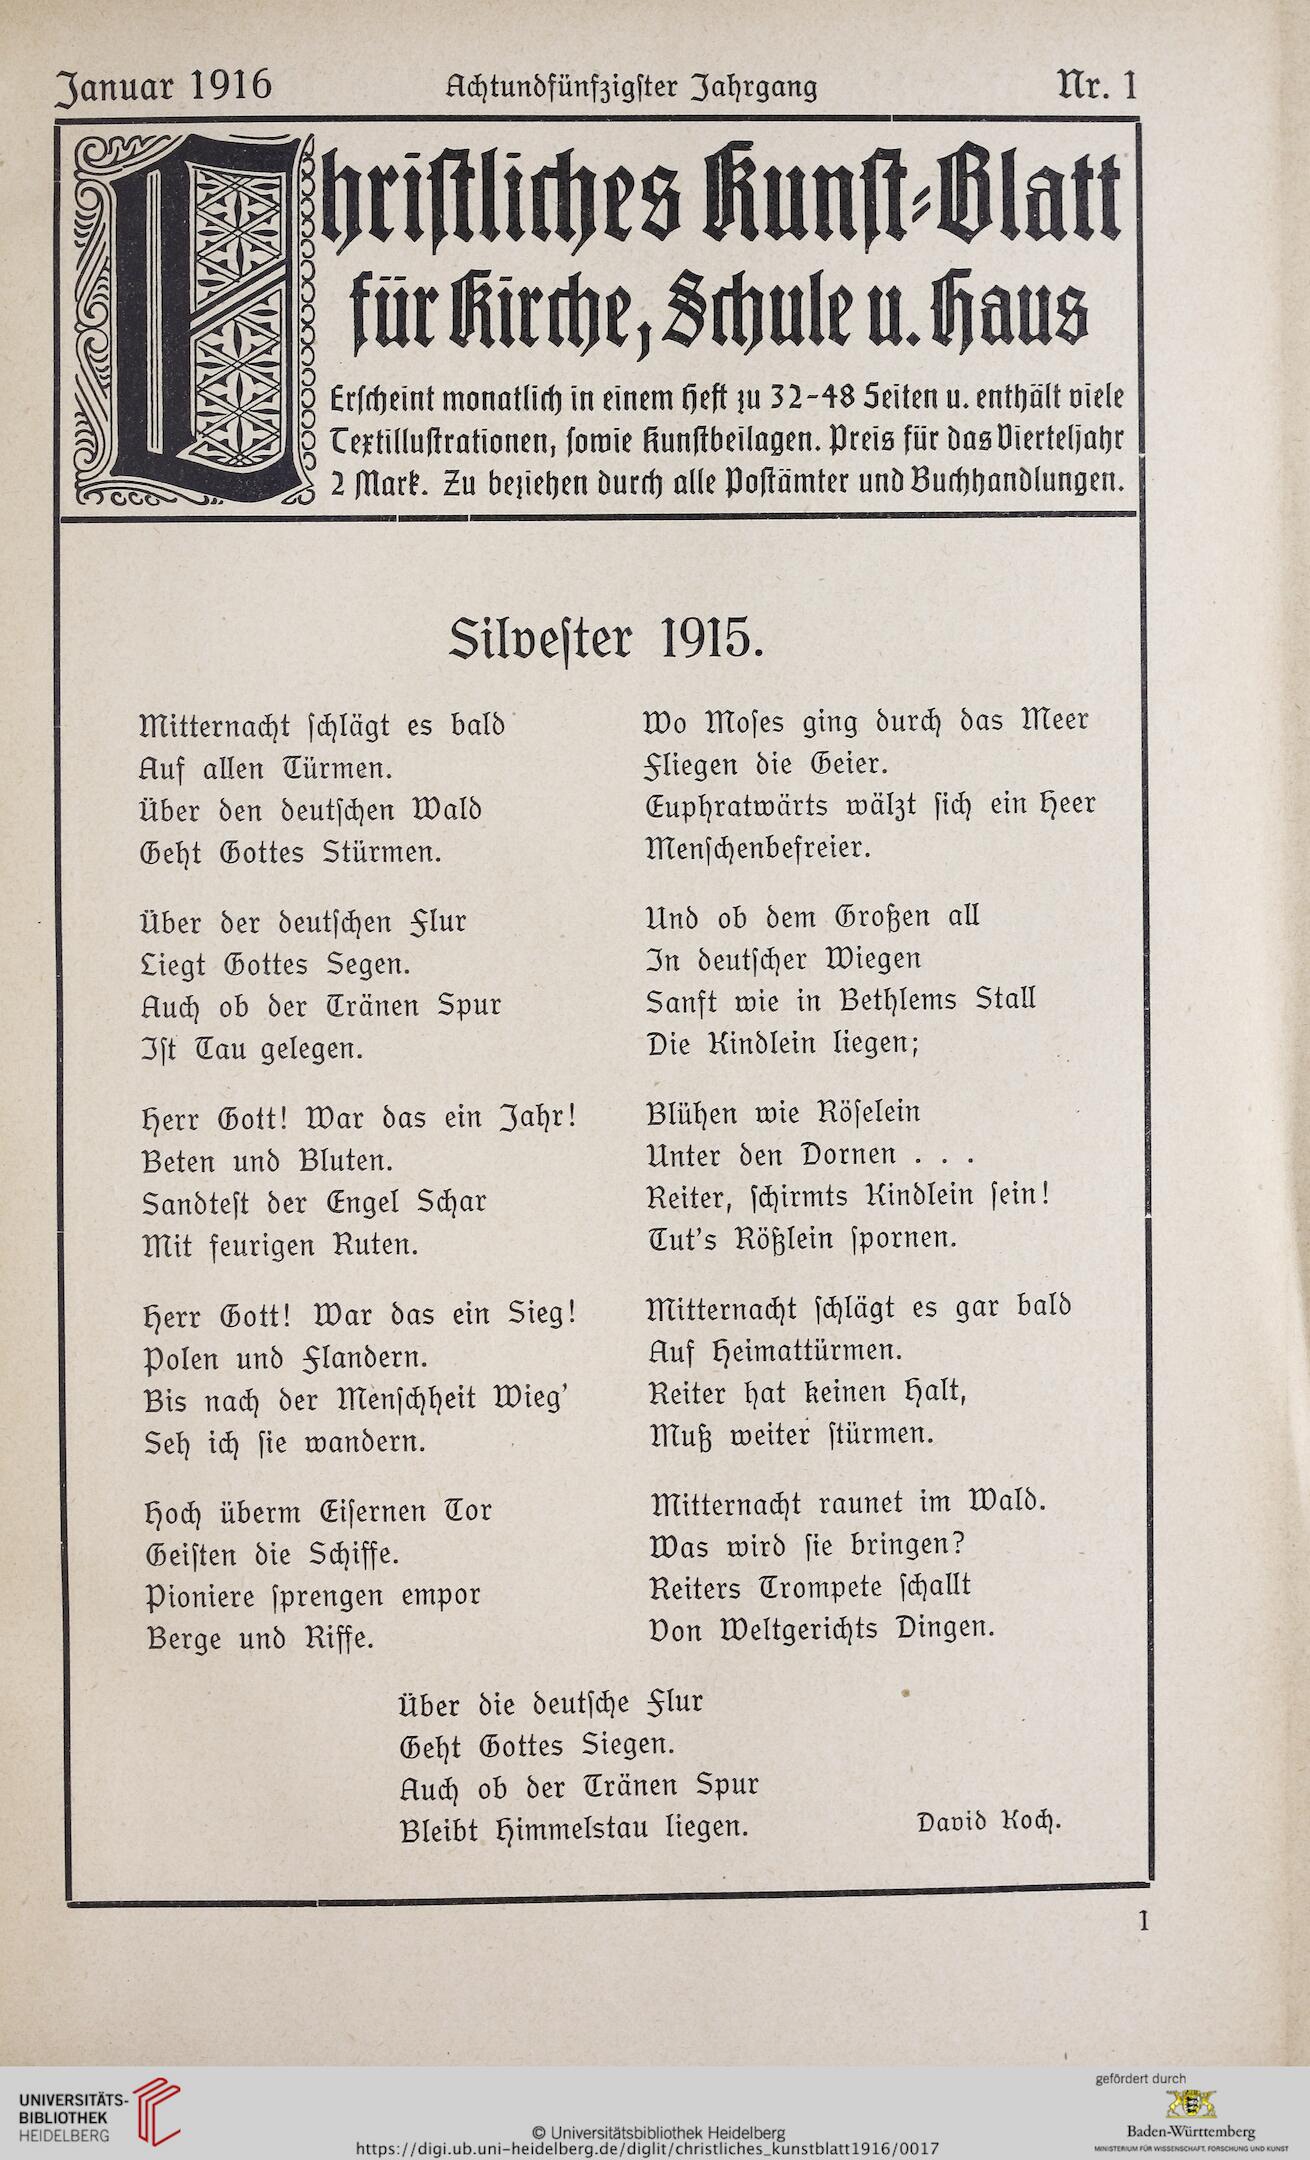 Januar 1916 Achtundfünfzigster Jahrgang Nr. 1
Christliches Kunst-Blatt
für Kirche, Schule u. Haus
Erscheint monatlich in einem Heft zu 32-48 Seiten u. enthält viele
Textillustrationen, sowie Kunstbeilagen. Preis für das Vierteljahr
2 Mark. Zu beziehen durch alle Postämter und Buchhandlungen.
Silvester 1915.
Mitternacht schlägt es bald
Auf allen Türmen.
Über den deutschen Wald
Geht Gottes Stürmen.
Über der deutschen Flur
Liegt Gottes Segen.
Auch ob der Tränen Spur
Ist Tau gelegen.
Herr Gott! War das ein Jahr!
Beten und Bluten.
Sandtest der Engel Schar
Mit feurigen Ruten.
Herr Gott! War das ein Sieg!
Polen und Flandern.
Bis nach der Menschheit Wieg'
Seh ich sie wandern.
Hoch überm Eisernen Tor
Geisten die Schiffe.
Pioniere sprengen empor
Berge und Riffe.
Wo Moses ging durch das Meer
Fliegen die Geier.
Euphratwärts wälzt sich ein Heer
Menschenbefreier.
Und ob dem Großen all
In deutscher Wiegen
Sanft wie in Bethlems Stall
Die Kindlein liegen;
Blühen wie Röselein
Unter den Dornen . . .
Reiter, schirmts Kindlein sein!
Tut's Rößlein spornen.
Mitternacht schlägt es gar bald
Auf Heimattürmen.
Reiter hat keinen Halt,
Muß weiter stürmen.
Mitternacht raunet im Wald.
Was wird sie bringen?
Reiters Trompete schallt
Von Weltgerichts Dingen.
Über die deutsche Flur
Geht Gottes Siegen.
Auch ob der Tränen Spur
Bleibt Himmelstau liegen.
David Koch.
1
UNIVERSITÄTS-
BIBLIOTHEK
HEIDELBERG
© Universitätsbibliothek Heidelberg
https://digi.ub.uni-heidelberg.de/diglit/christliches_kunstblatt1916/0017
gefördert durch
Baden-Württemberg
MINISTERIUM FÜR WISSENSCHAFT, FORSCHUNG UND KUNST